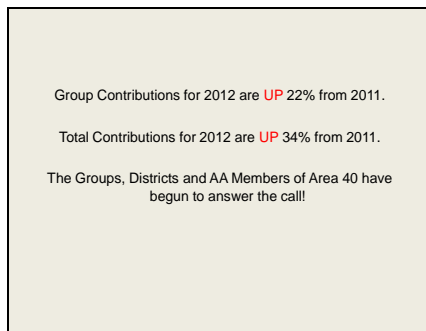 Group Contributions for 2012 are UP 22% from 2011.
Total Contributions for 2012 are UP 34% from 2011.
The Groups, Districts and AA Members of Area 40 have
begun to answer the call!